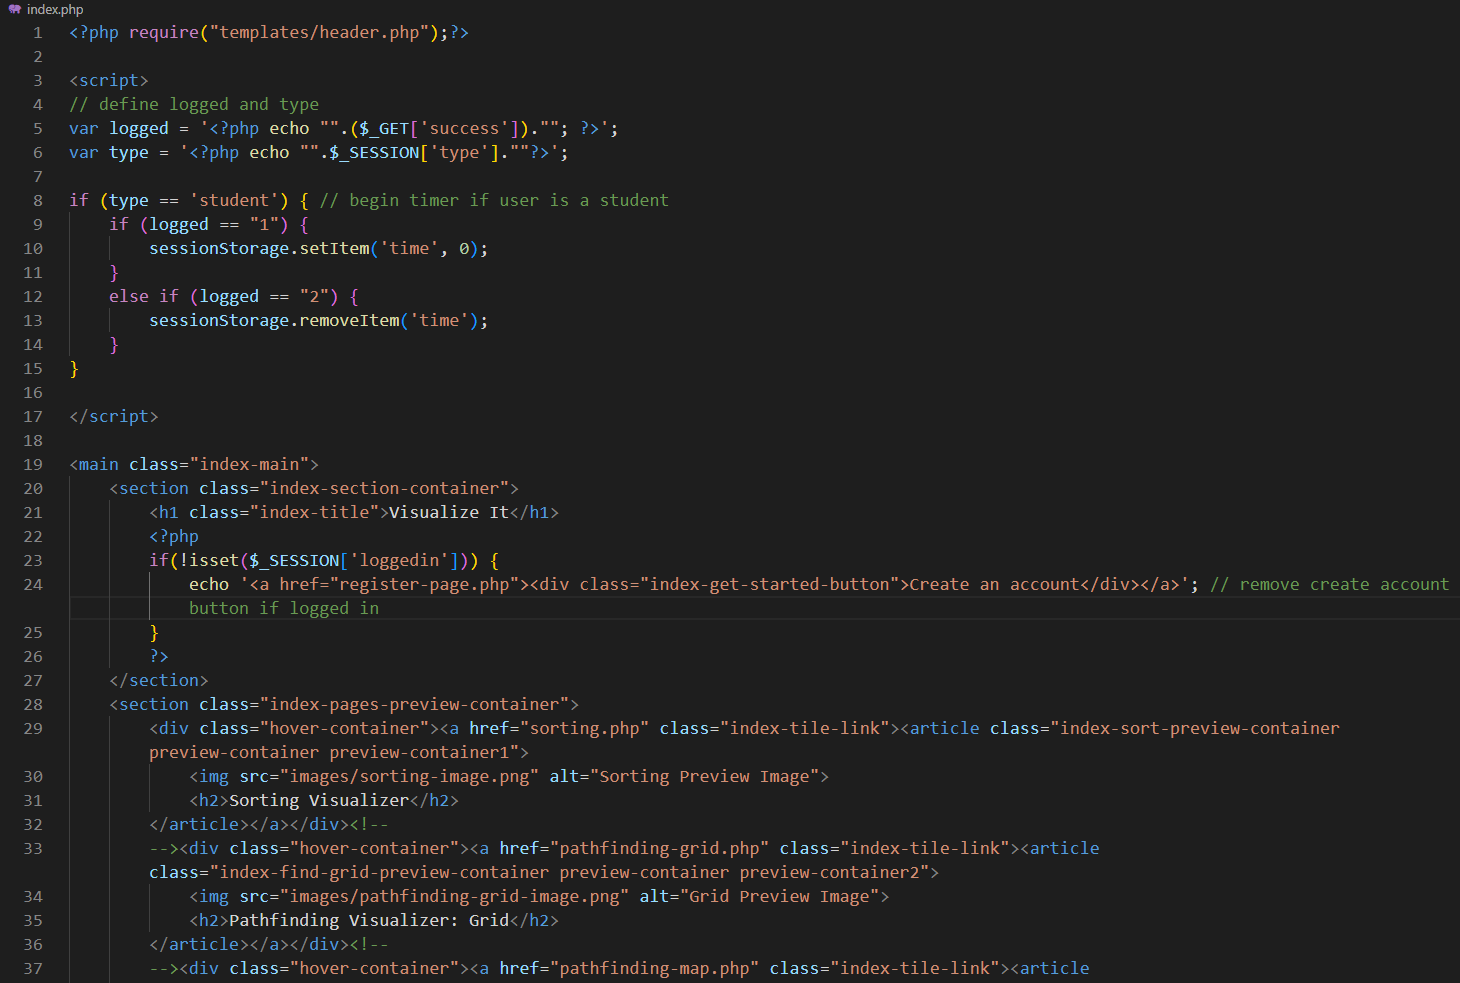 index.php
1 <?php require("templates/header.php");?>
2
3 <script>
4 // define logged and type
5 var logged = '<?php echo "".($_GET['success']).""; ?>';
6 var type = '<?php echo "".$_SESSION['type'].""?>';
7
8 if (type == 'student') { // begin timer if user is a student
9 if (logged == "1") {
10 sessionStorage.setItem('time', 0);
11 }
12 else if (logged == "2") {
13 sessionStorage.removeItem('time');
14 }
15 }
16
17 </script>
18
19 <main class="index-main">
20 <section class="index-section-container">
21 <h1 class="index-title">Visualize It</h1>
22 <?php
23 if(!isset($_SESSION['loggedin'])) {
24 echo '<a href="register-page.php"><div class="index-get-started-button">Create an account</div></a>'; // remove create account
button if logged in
25 }
26 ?>
27 </section>
28 <section class="index-pages-preview-container">
29 <div class="hover-container"><a href="sorting.php" class="index-tile-link"><article class="index-sort-preview-container
preview-container preview-container1">
30 <img src="images/sorting-image.png" alt="Sorting Preview Image">
31 <h2>Sorting Visualizer</h2>
32 </article></a></div><!--
33 --><div class="hover-container"><a href="pathfinding-grid.php" class="index-tile-link"><article
class="index-find-grid-preview-container preview-container preview-container2">
34 <img src="images/pathfinding-grid-image.png" alt="Grid Preview Image">
35 <h2>Pathfinding Visualizer: Grid</h2>
36 </article></a></div><!--
37 --><div class="hover-container"><a href="pathfinding-map.php" class="index-tile-link"><article